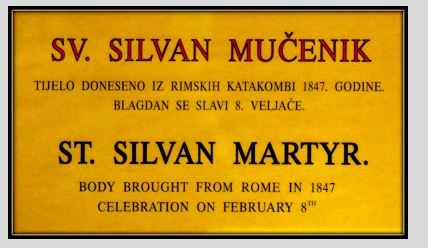 SV. SILVAN MUČENIK
TIJELO DONESENO IZ RIMSKIH KATAKOMBI 1847. GODINE.
BLAGDAN SE SLAVI 8. VELJAČE.
ST. SILVAN MARTYR.
BODY BROUGHT FROM ROME IN 1847
CELEBRATION ON FEBRUARY 8TH